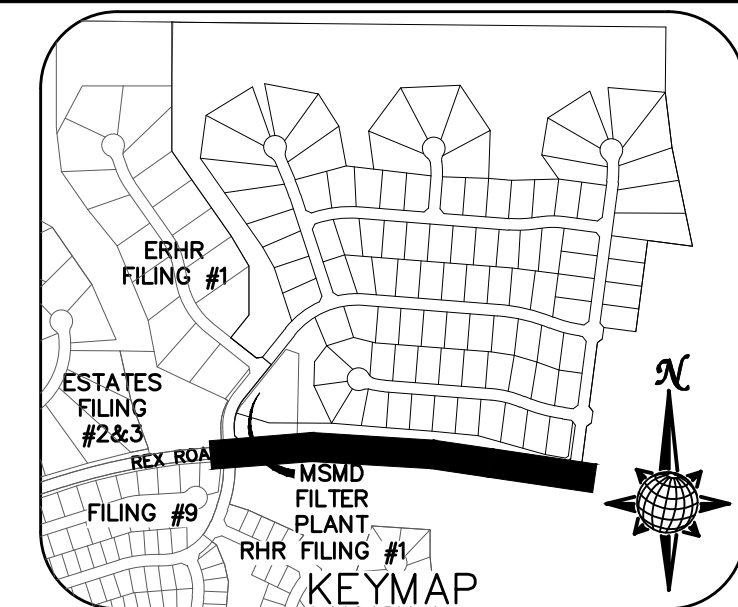 N
ERHR
FILING #1
ESTATES
FILING
#2&3
REX ROA
MSMD
FILTER
PLANT
FILING #9
RHR FILING #1
KEYMAP